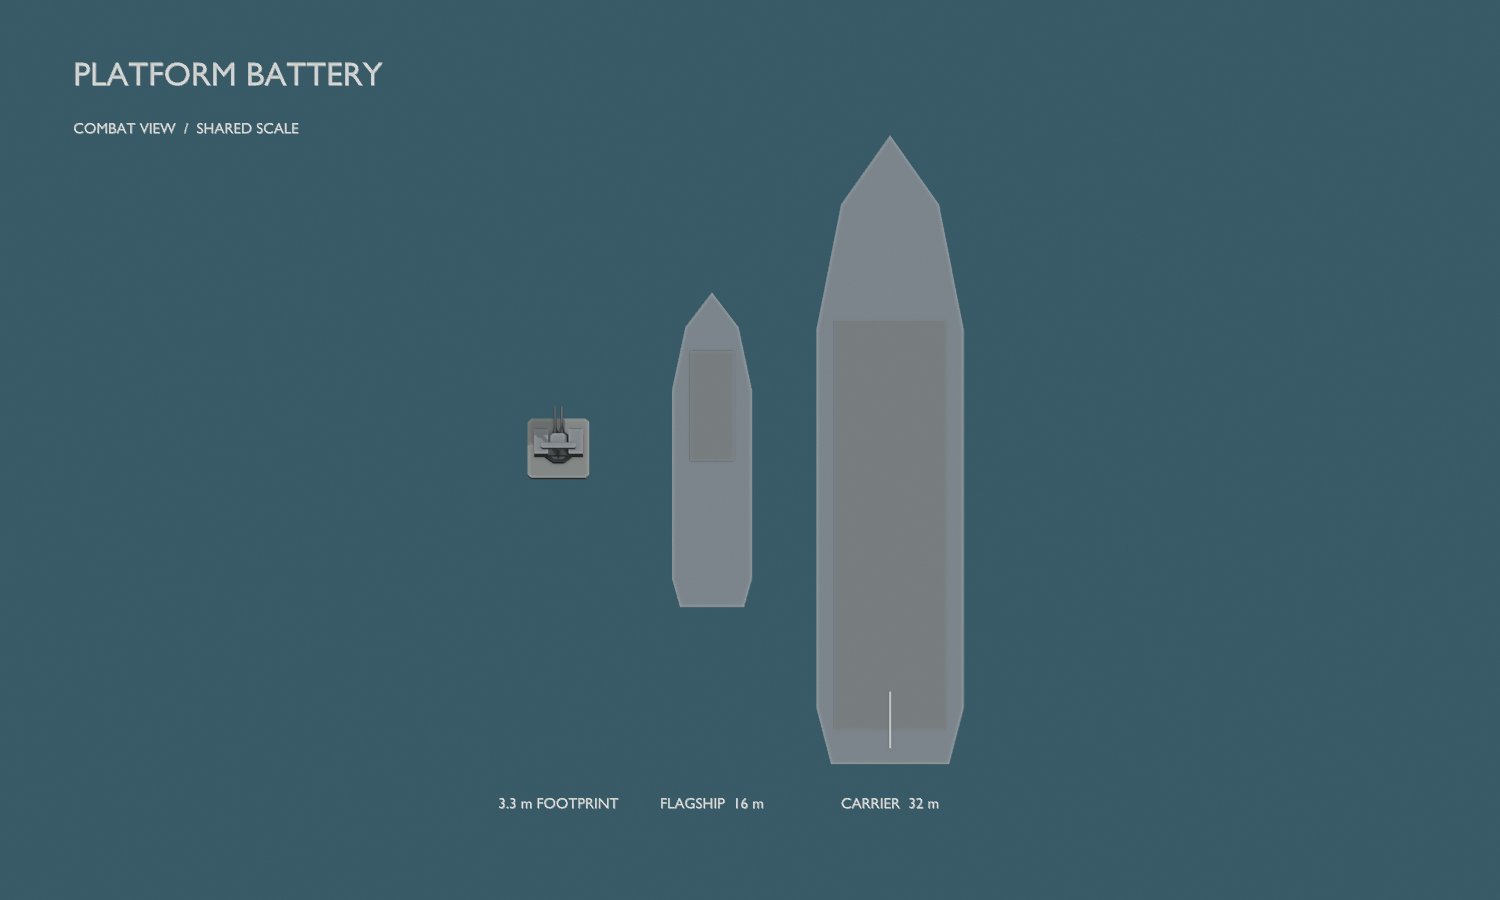 PLATFORM BATTERY
COMBAT VIEW / SHARED SCALE
3.3 m FOOTPRINT
FLAGSHIP 16 m
CARRIER 32 m